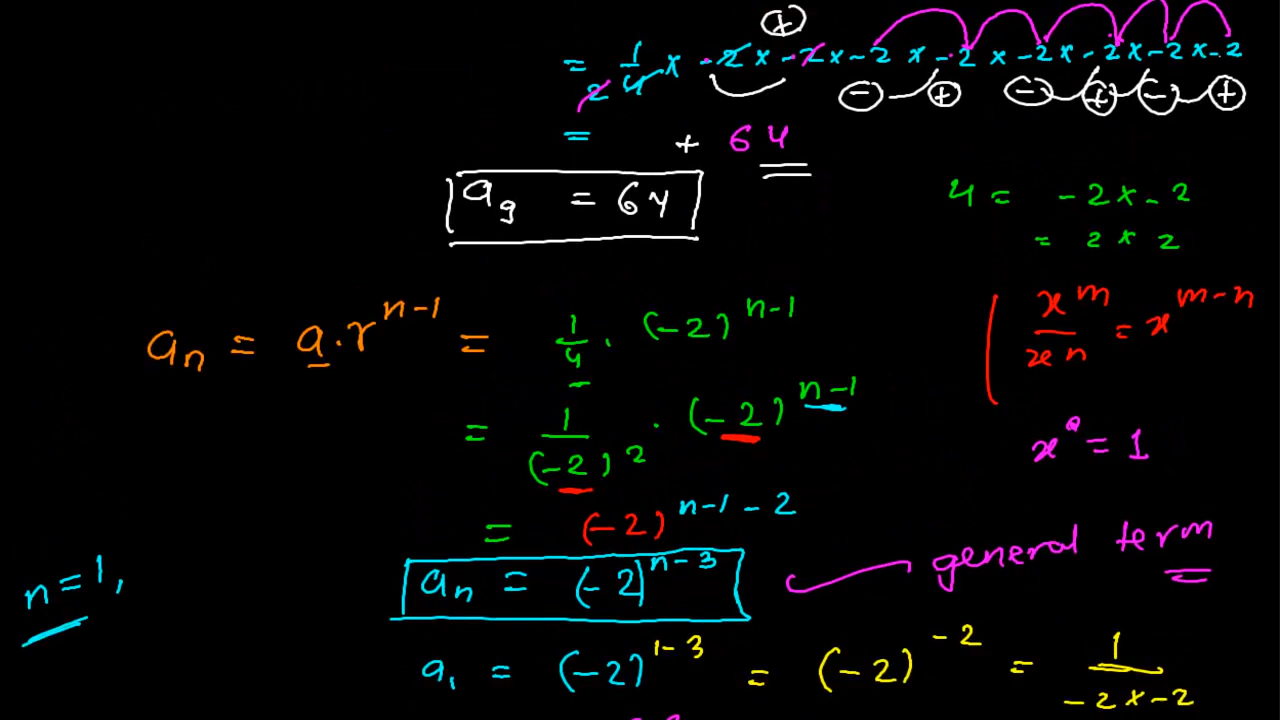 = 1/4 x -2 x -2 x -2 x -2 x -2 x -2 x -2 x -2
+
2
- + - + - +
= + 64
a₉ = 64
4 = -2 x -2
= 2 x 2
aₙ = a · r^(n-1) = 1/4 · (-2)^(n-1)
x^m / x^n = x^(m-n)
= 1/(-2)^2 · (-2)^(n-1)
x^0 = 1
= (-2)^(n-1-2)
aₙ = (-2)^(n-3) general term
n = 1,
a₁ = (-2)^(1-3) = (-2)^(-2) = 1/(-2 x -2)